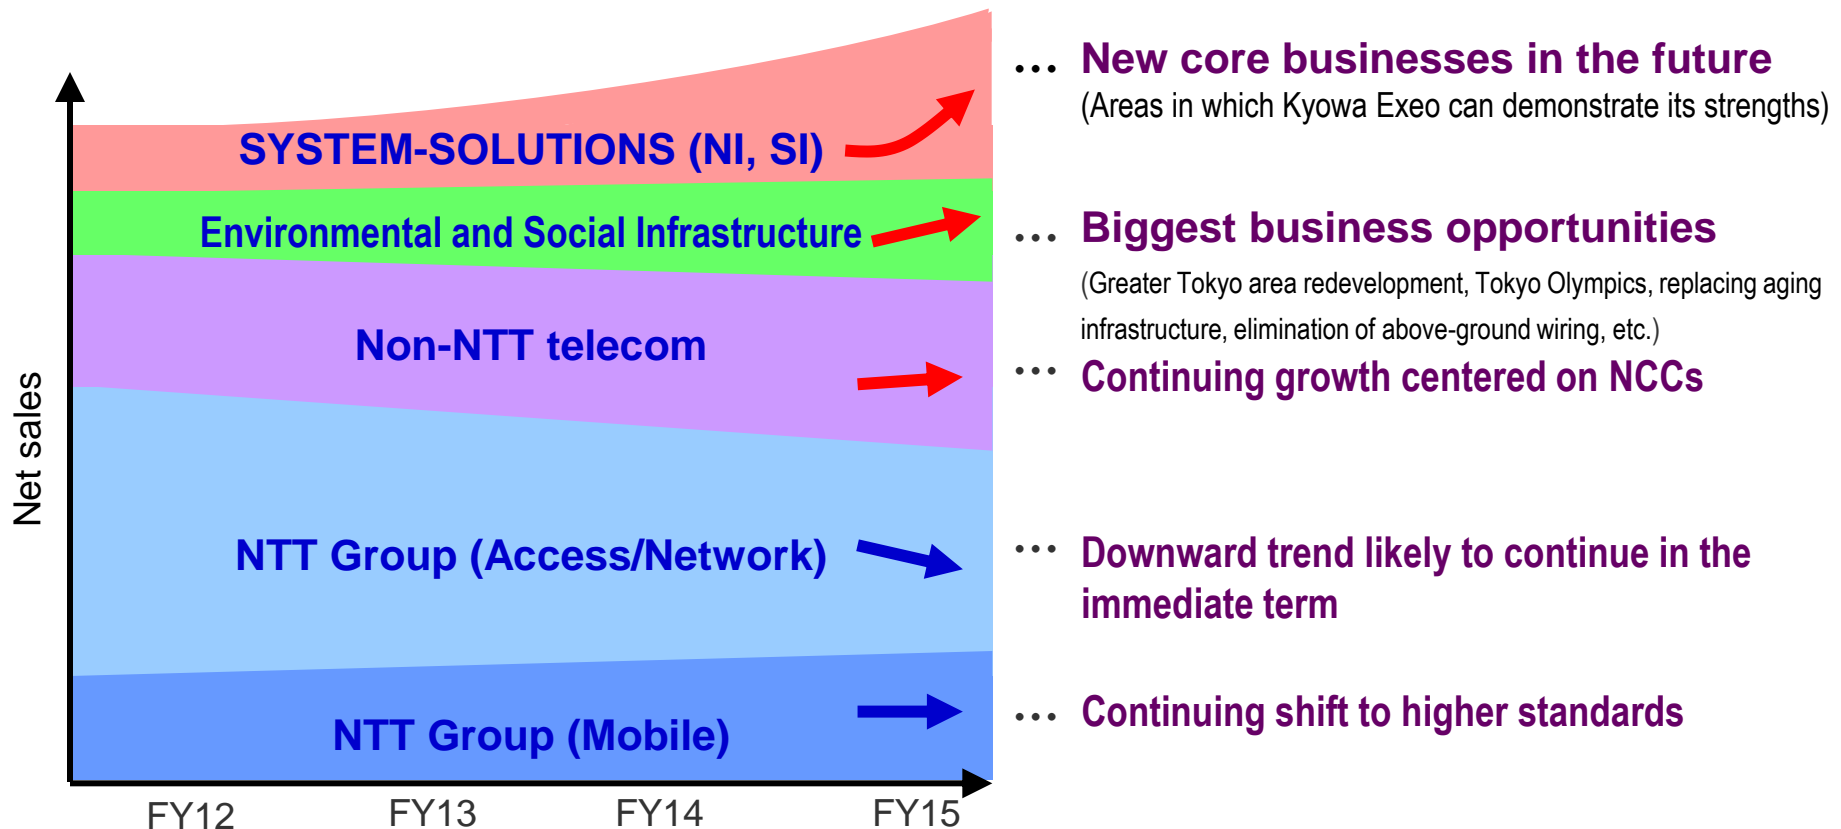 … New core businesses in the future
(Areas in which Kyowa Exeo can demonstrate its strengths)
SYSTEM-SOLUTIONS (NI, SI)
Environmental and Social Infrastructure
… Biggest business opportunities
(Greater Tokyo area redevelopment, Tokyo Olympics, replacing aging
infrastructure, elimination of above-ground wiring, etc.)
Non-NTT telecom
… Continuing growth centered on NCCs
Net sales
NTT Group (Access/Network)
… Downward trend likely to continue in the
immediate term
NTT Group (Mobile)
… Continuing shift to higher standards
FY12 FY13 FY14 FY15